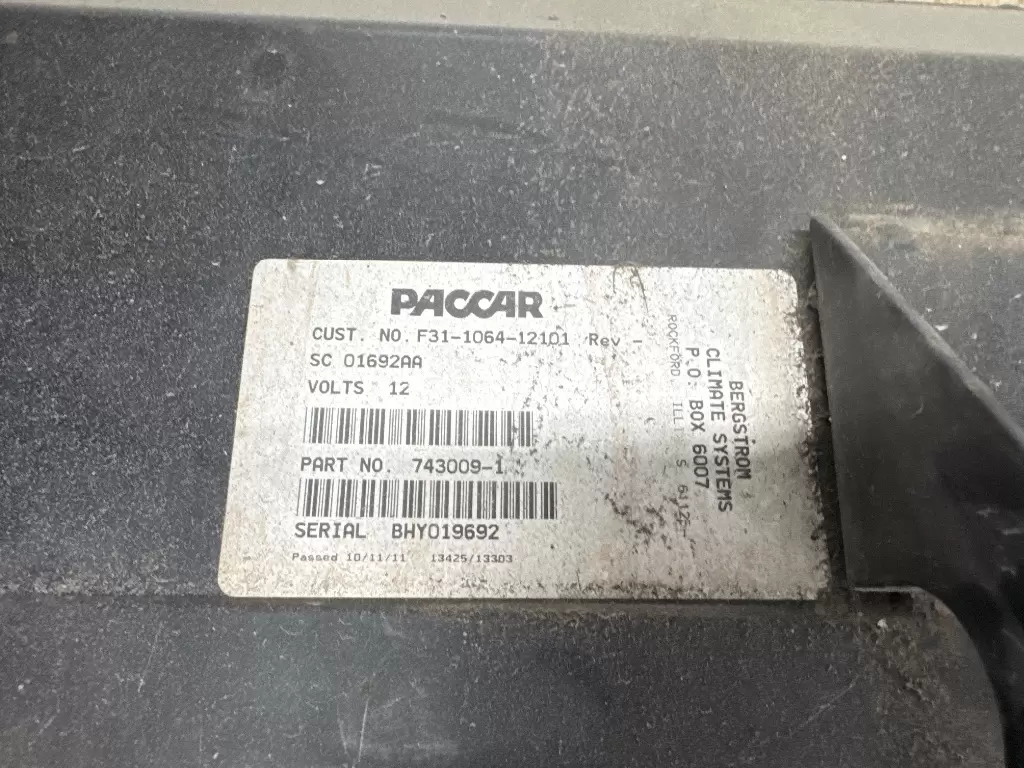 PACCAR
CUST. NO. F31-1064-12101 Rev -
SC 01692AA
VOLTS 12
PART NO. 743009-1
SERIAL BHY019692
Passed 10/11/11 13425/13303
BERGSTROM
CLIMATE SYSTEMS
P.O. BOX 6007
ROCKFORD